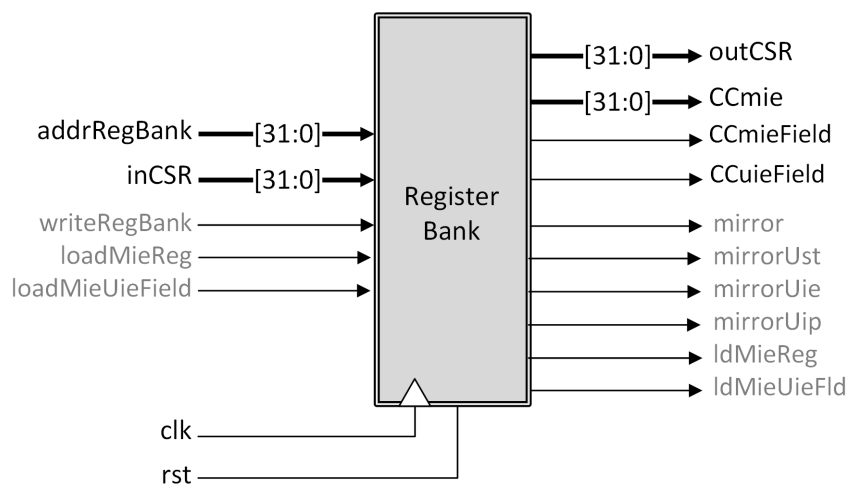 [31:0] outCSR
[31:0] CCmie
addrRegBank [31:0]
CCmieField
inCSR [31:0]
CCuieField
Register
Bank
writeRegBank
mirror
loadMieReg
mirrorUst
loadMieUieField
mirrorUie
mirrorUip
ldMieReg
ldMieUieFld
clk
rst